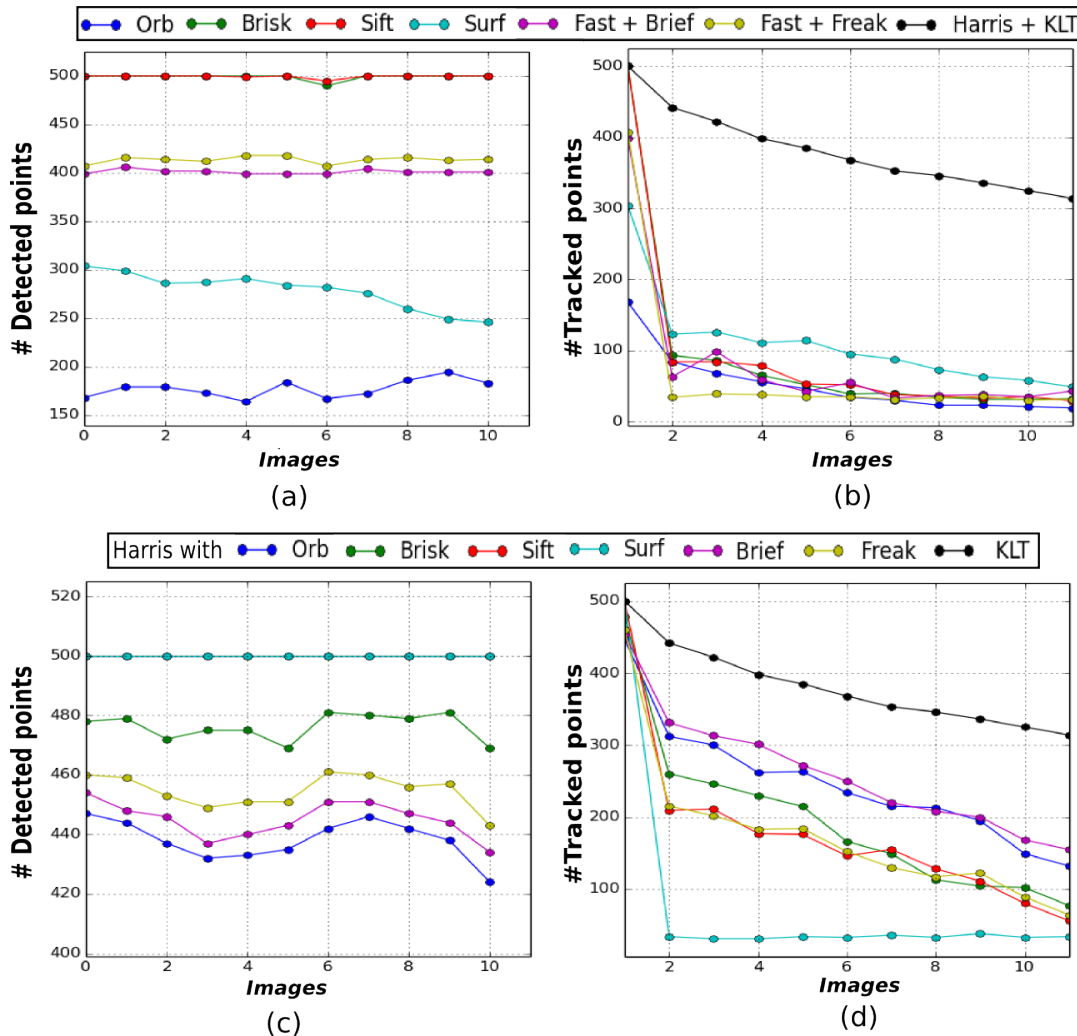 Orb Brisk Sift Surf Fast + Brief Fast + Freak Harris + KLT
# Detected points
500
450
400
350
300
250
200
150
0 2 4 6 8 10
Images
(a)
#Tracked points
500
400
300
200
100
0
2 4 6 8 10
Images
(b)
Harris with Orb Brisk Sift Surf Brief Freak KLT
# Detected points
520
500
480
460
440
420
400
0 2 4 6 8 10
Images
(c)
#Tracked points
500
400
300
200
100
2 4 6 8 10
Images
(d)